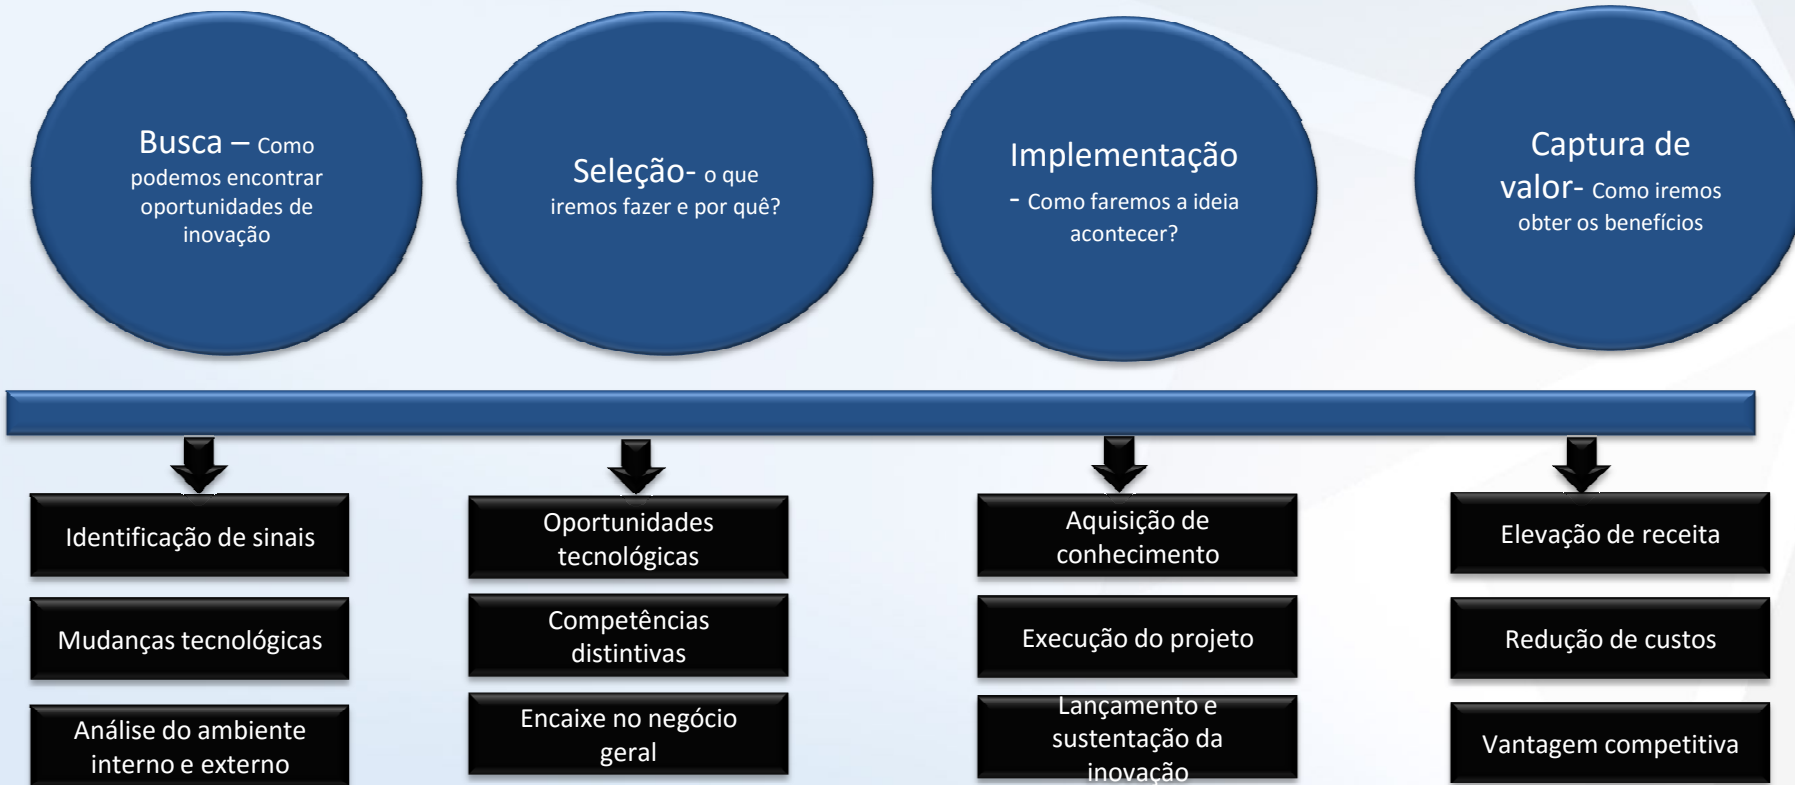 Busca – Como
podemos encontrar
oportunidades de
inovação
Seleção- o que
iremos fazer e por quê?
Implementação
- Como faremos a ideia
acontecer?
Captura de
valor- Como iremos
obter os benefícios
Identificação de sinais
Mudanças tecnológicas
Análise do ambiente
interno e externo
Oportunidades
tecnológicas
Competências
distintivas
Encaixe no negócio
geral
Aquisição de
conhecimento
Execução do projeto
Lançamento e
sustentação da
inovação
Elevação de receita
Redução de custos
Vantagem competitiva